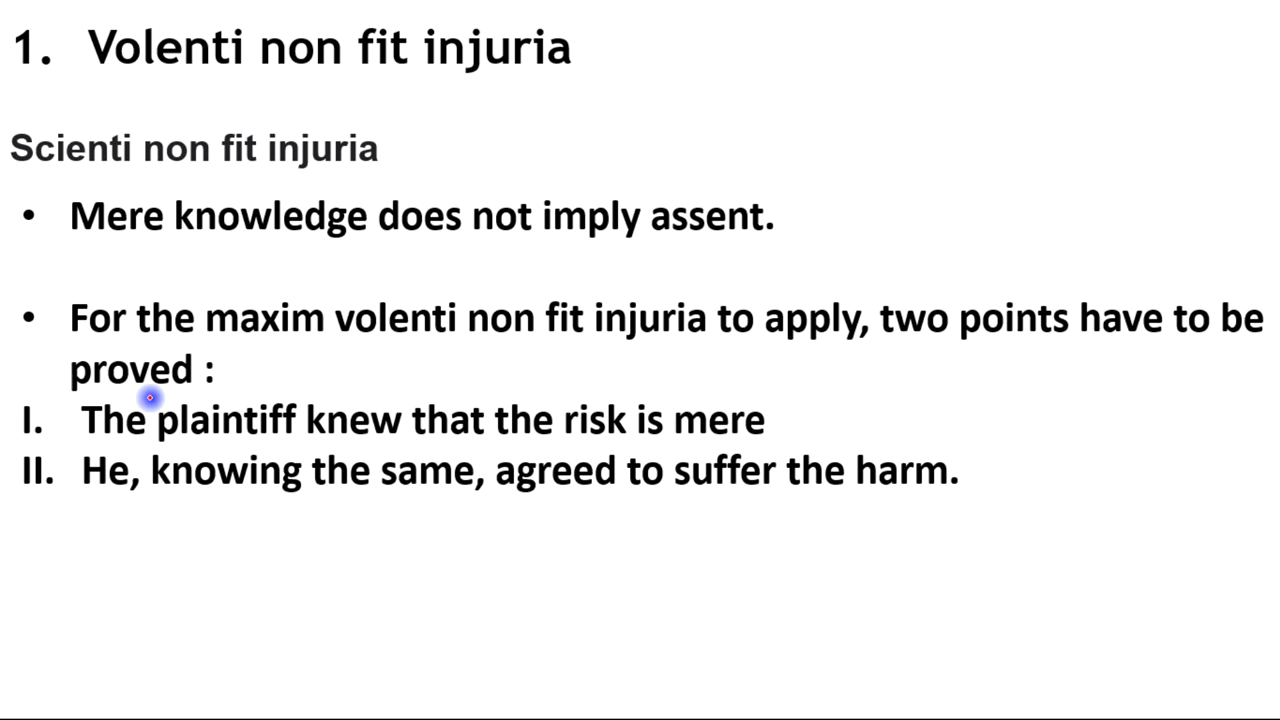 1. Volenti non fit injuria
Scienti non fit injuria
• Mere knowledge does not imply assent.
• For the maxim volenti non fit injuria to apply, two points have to be
proved :
I. The plaintiff knew that the risk is mere
II. He, knowing the same, agreed to suffer the harm.